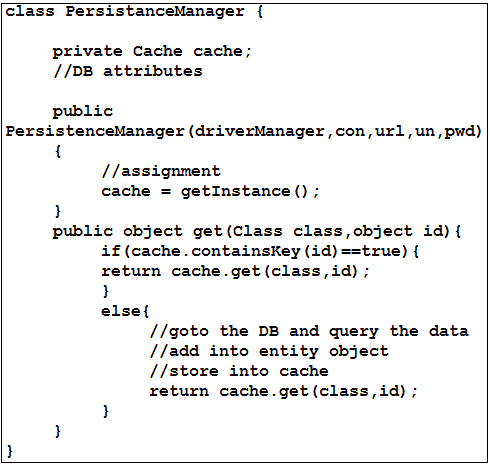 class PersistanceManager {
private Cache cache;
//DB attributes
public
PersistenceManager(driverManager,con,url,un,pwd)
{
//assignment
cache = getInstance();
}
public object get(Class class,object id){
if(cache.containsKey(id)==true){
return cache.get(class,id);
}
else{
//goto the DB and query the data
//add into entity object
//store into cache
return cache.get(class,id);
}
}
}